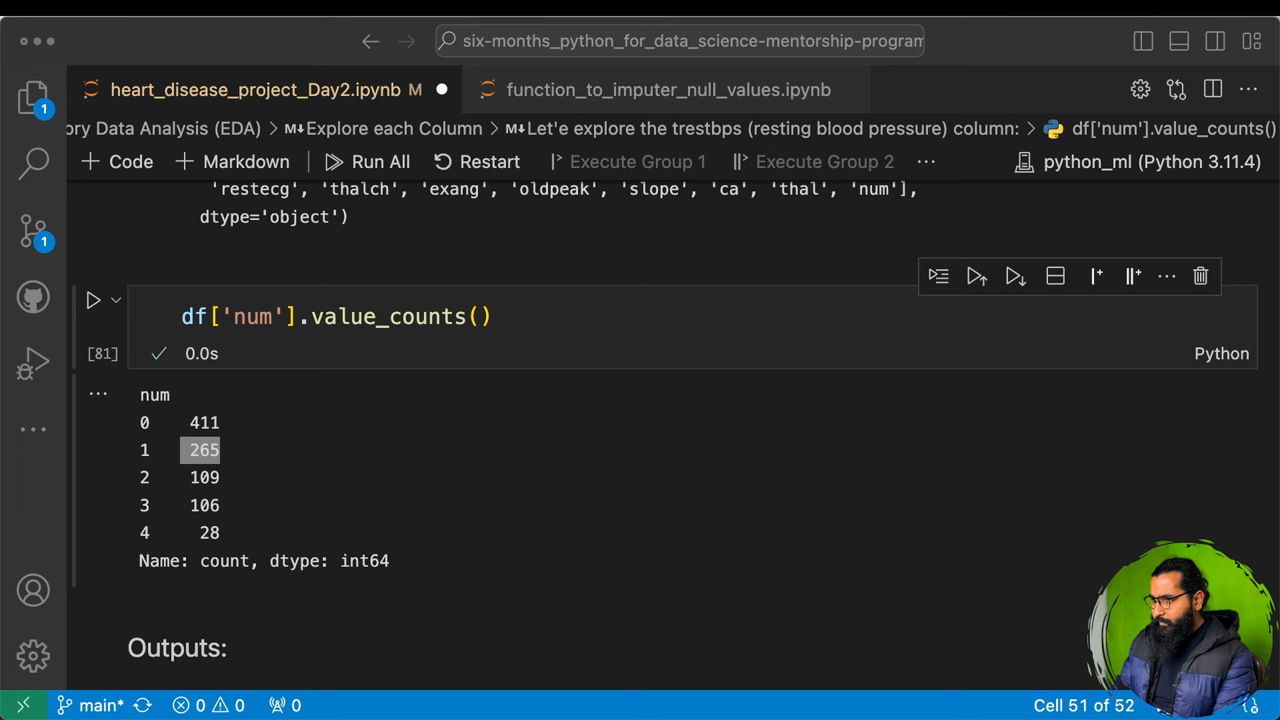 six-months_python_for_data_science-mentorship-program
heart_disease_project_Day2.ipynb M
function_to_imputer_null_values.ipynb
ory Data Analysis (EDA) > M↓Explore each Column > M↓Let's explore the trestbps (resting blood pressure) column: > df['num'].value_counts()
+ Code + Markdown Run All Restart Execute Group 1 Execute Group 2 ... python_ml (Python 3.11.4)
'restecg', 'thalch', 'exang', 'oldpeak', 'slope', 'ca', 'thal', 'num'],
dtype='object')
df['num'].value_counts()
[81] 0.0s Python
num
0 411
1 265
2 109
3 106
4 28
Name: count, dtype: int64
Outputs:
1
1
main* 0 0 0 Cell 51 of 52